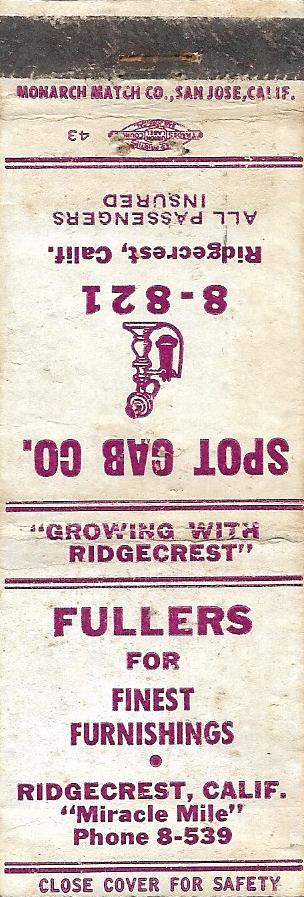 MONARCH MATCH CO., SAN JOSE, CALIF.
43
SPOT CAB CO.
8-821
Ridgecrest, Calif.
ALL PASSENGERS
INSURED
"GROWING WITH
RIDGECREST"
FULLERS
FOR
FINEST
FURNISHINGS
RIDGECREST, CALIF.
"Miracle Mile"
Phone 8-539
CLOSE COVER FOR SAFETY